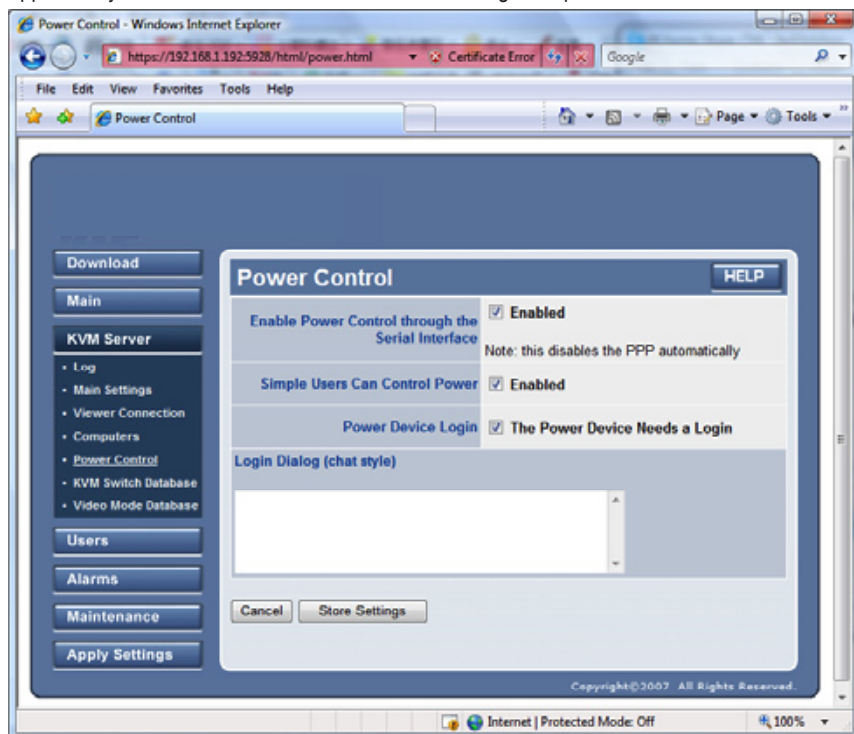 Power Control - Windows Internet Explorer
https://192.168.1.192:5928/html/power.html
Certificate Error
Google
File Edit View Favorites Tools Help
Power Control
Page
Tools
Download
Main
KVM Server
• Log
• Main Settings
• Viewer Connection
• Computers
• Power Control
• KVM Switch Database
• Video Mode Database
Users
Alarms
Maintenance
Apply Settings
Power Control
HELP
Enable Power Control through the
Serial Interface
Enabled
Note: this disables the PPP automatically
Simple Users Can Control Power
Enabled
Power Device Login
The Power Device Needs a Login
Login Dialog (chat style)
Cancel
Store Settings
Copyright©2007 All Rights Reserved.
Internet | Protected Mode: Off
100%